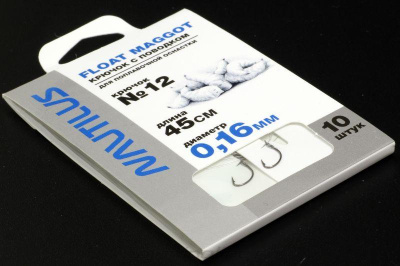 NAUTILUS
FLOAT MAGGOT
КРЮЧОК С ПОВОДКОМ
ДЛЯ ПОПЛАВОЧНОЙ ОСНАСТКИ
крючок
№12
длина
45см
диаметр
0,16мм
10
штук